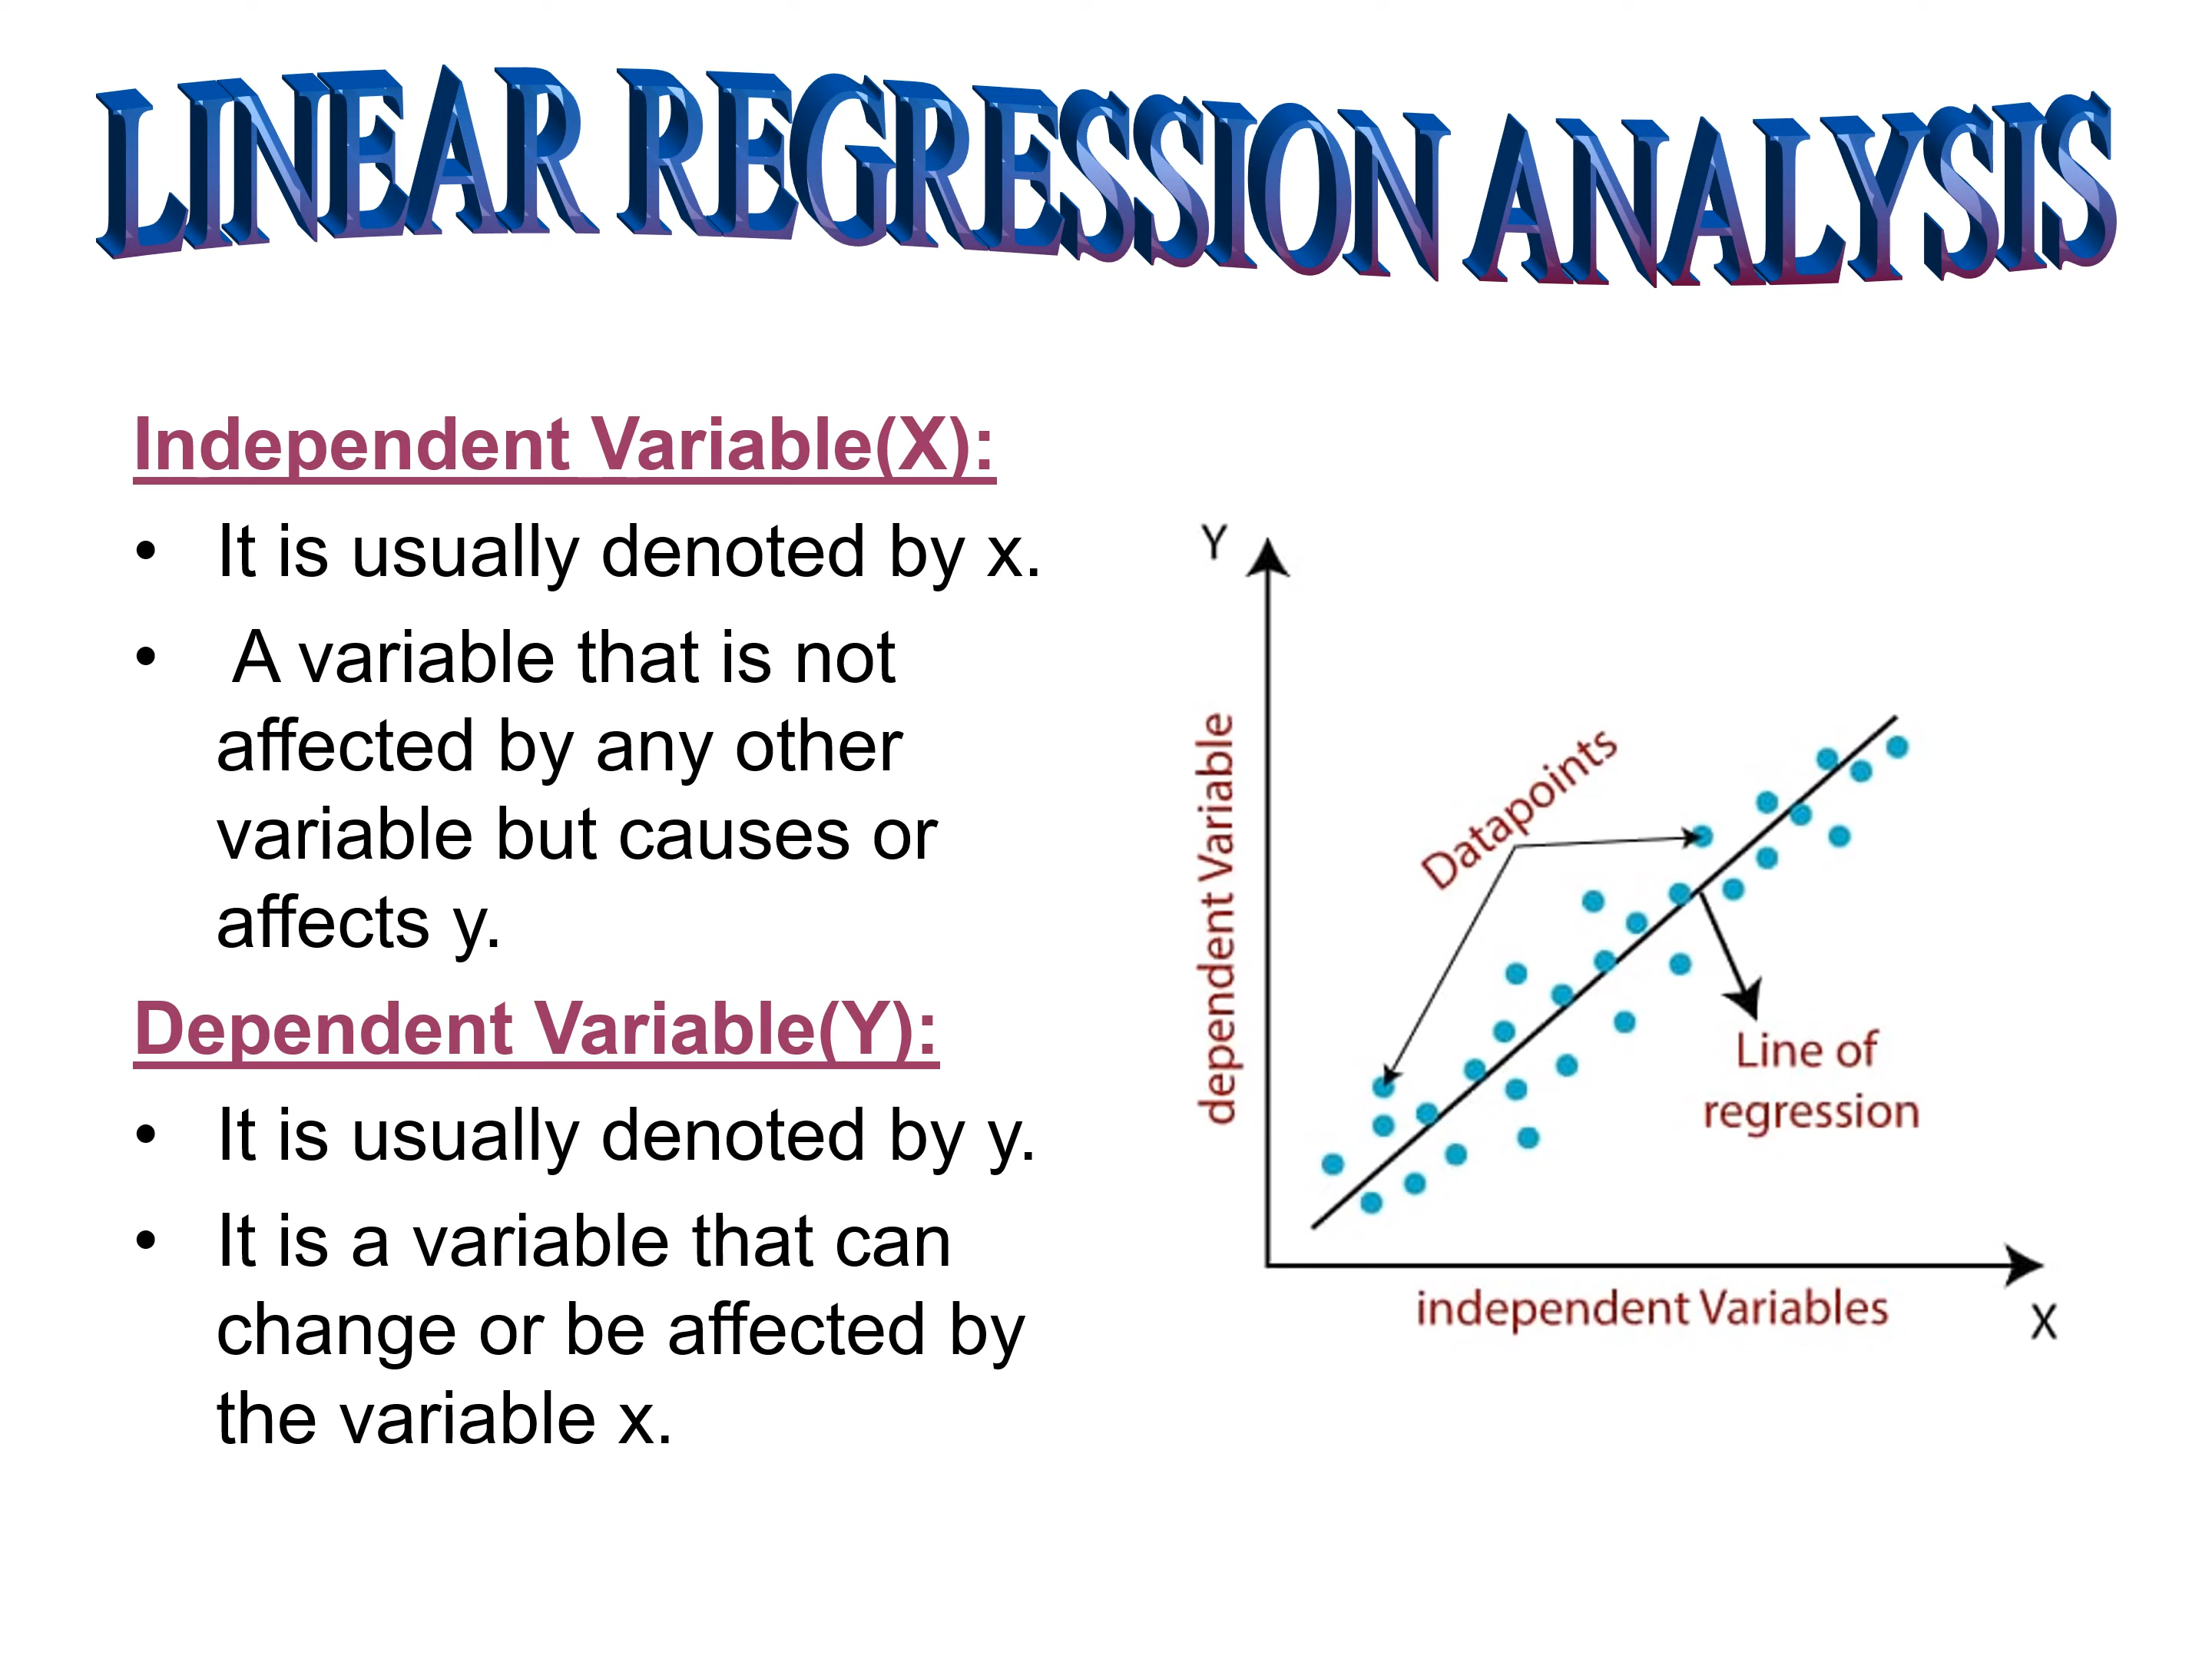 LINEAR REGRESSION ANALYSIS
Independent Variable(X):
• It is usually denoted by x.
• A variable that is not
affected by any other
variable but causes or
affects y.
Dependent Variable(Y):
• It is usually denoted by y.
• It is a variable that can
change or be affected by
the variable x.
Y
dependent Variable
Datapoints
Line of
regression
independent Variables
X